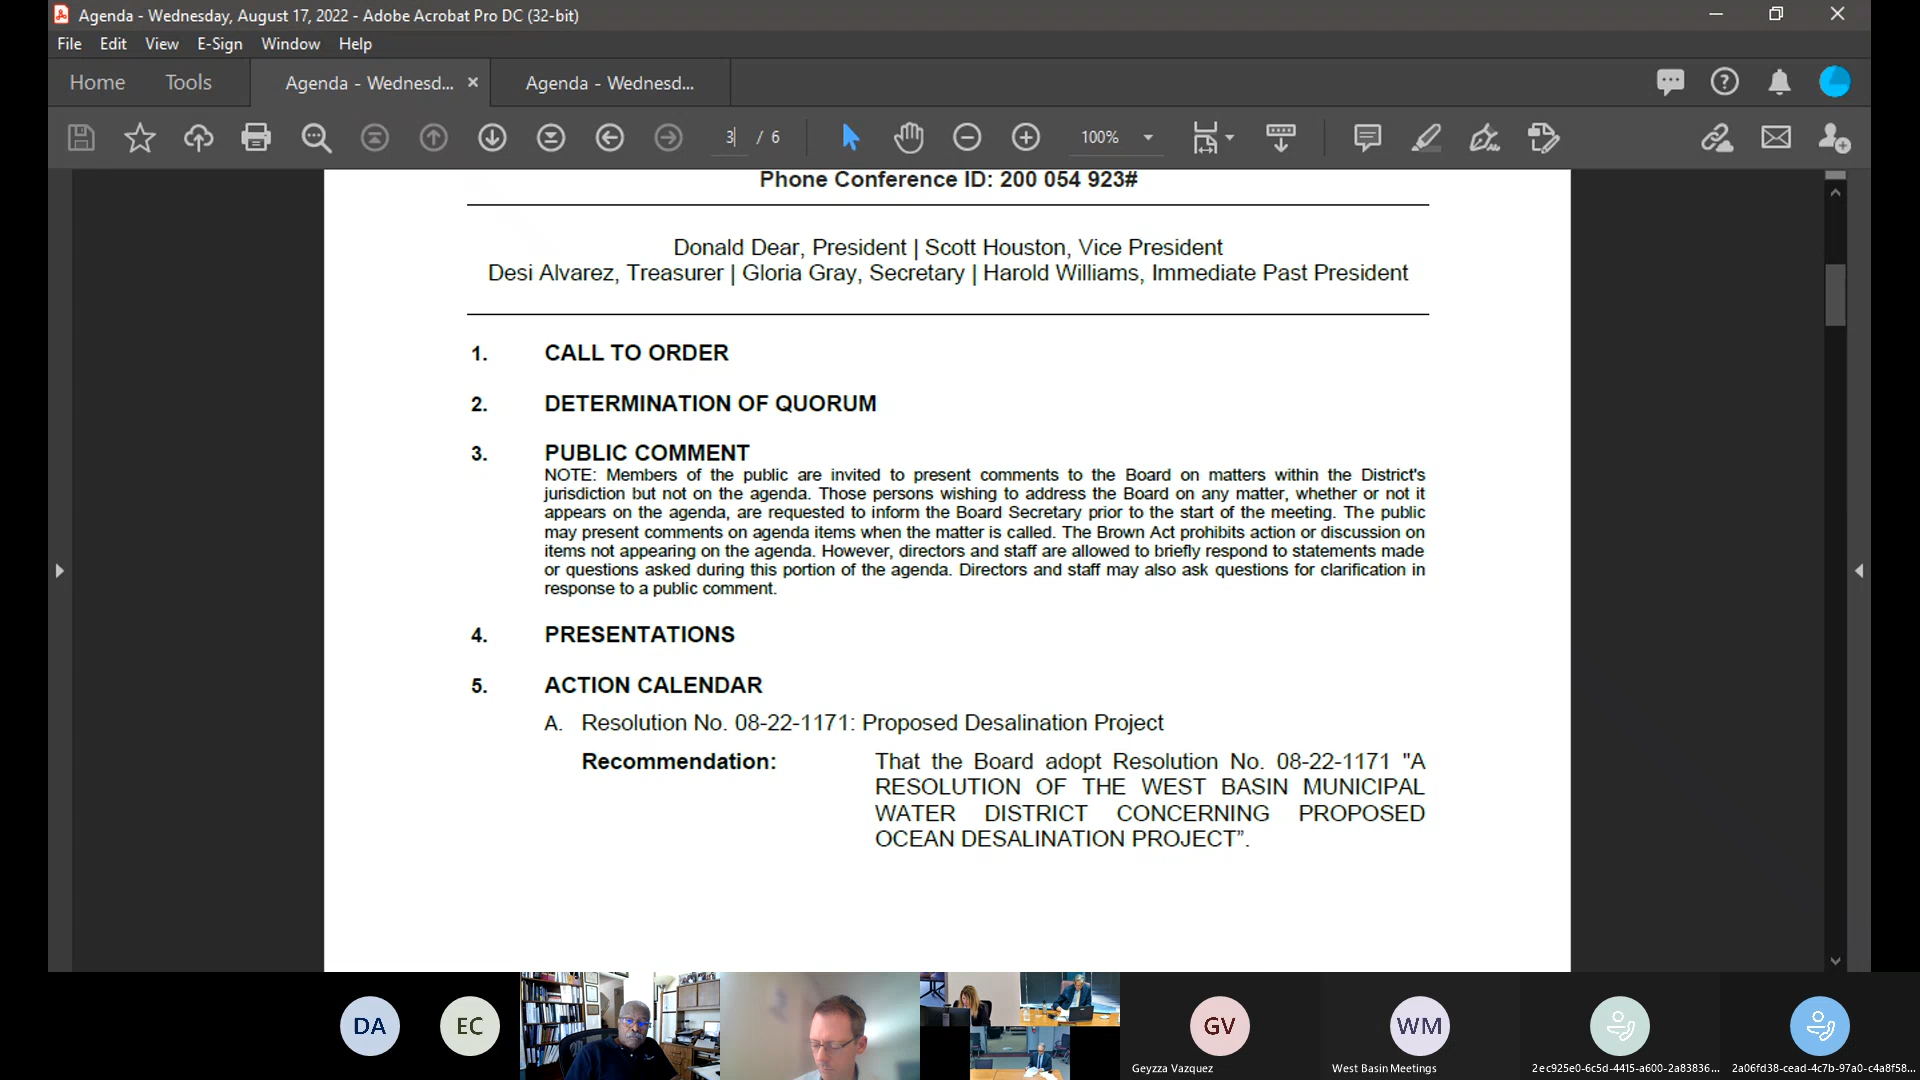 Agenda - Wednesday, August 17, 2022 - Adobe Acrobat Pro DC (32-bit)
File Edit View E-Sign Window Help
Home Tools Agenda - Wednesd... × Agenda - Wednesd...
3 / 6 100%
Phone Conference ID: 200 054 923#
Donald Dear, President | Scott Houston, Vice President
Desi Alvarez, Treasurer | Gloria Gray, Secretary | Harold Williams, Immediate Past President
1. CALL TO ORDER
2. DETERMINATION OF QUORUM
3. PUBLIC COMMENT
NOTE: Members of the public are invited to present comments to the Board on matters within the District's
jurisdiction but not on the agenda. Those persons wishing to address the Board on any matter, whether or not it
appears on the agenda, are requested to inform the Board Secretary prior to the start of the meeting. The public
may present comments on agenda items when the matter is called. The Brown Act prohibits action or discussion on
items not appearing on the agenda. However, directors and staff are allowed to briefly respond to statements made
or questions asked during this portion of the agenda. Directors and staff may also ask questions for clarification in
response to a public comment.
4. PRESENTATIONS
5. ACTION CALENDAR
A. Resolution No. 08-22-1171: Proposed Desalination Project
Recommendation: That the Board adopt Resolution No. 08-22-1171 "A
RESOLUTION OF THE WEST BASIN MUNICIPAL
WATER DISTRICT CONCERNING PROPOSED
OCEAN DESALINATION PROJECT”.
DA EC GV WM
Geyzza Vazquez West Basin Meetings 2ec925e0-6c5d-4415-a600-2a83836... 2a06fd38-cead-4c7b-97a0-c4a8f58...